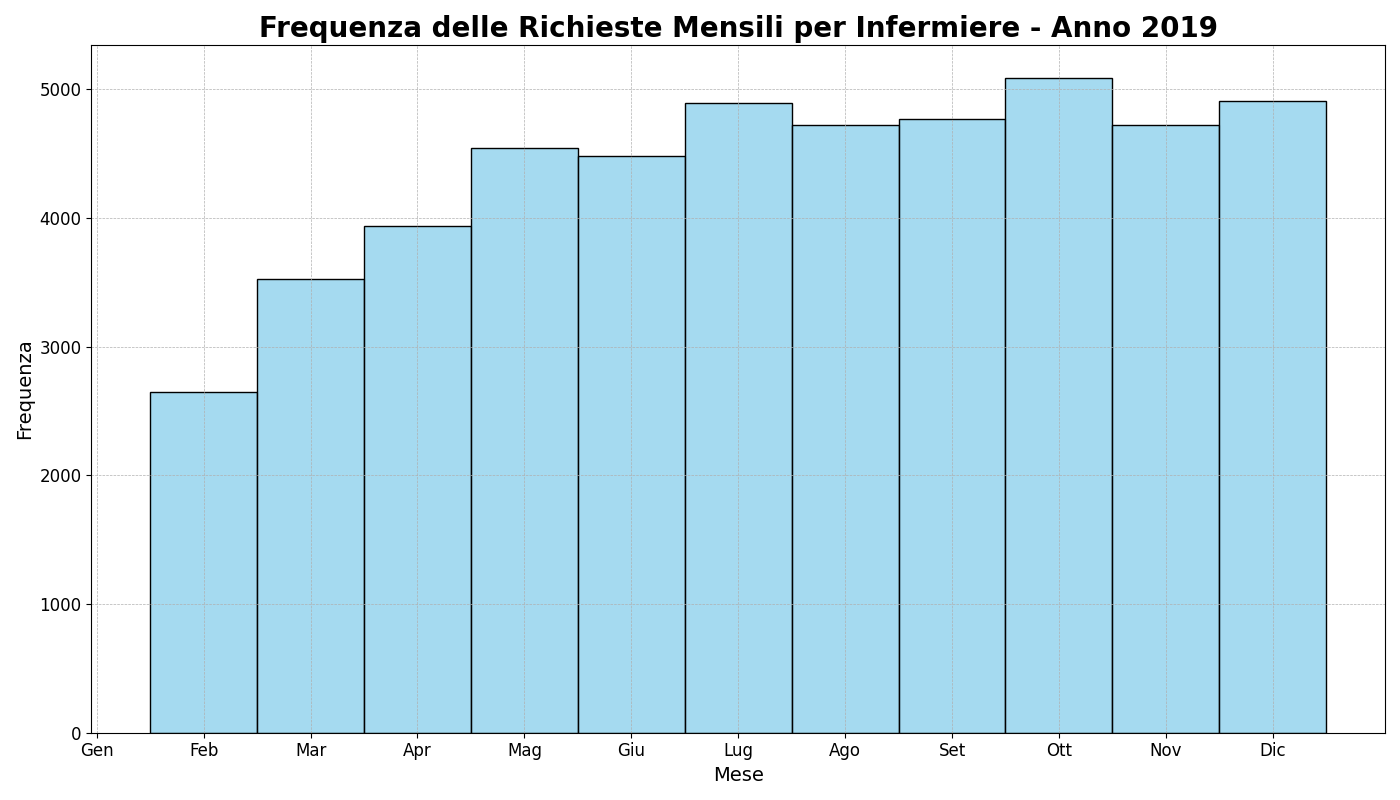 Frequenza delle Richieste Mensili per Infermiere - Anno 2019
Frequenza
5000
4000
3000
2000
1000
0
Gen Feb Mar Apr Mag Giu Lug Ago Set Ott Nov Dic
Mese